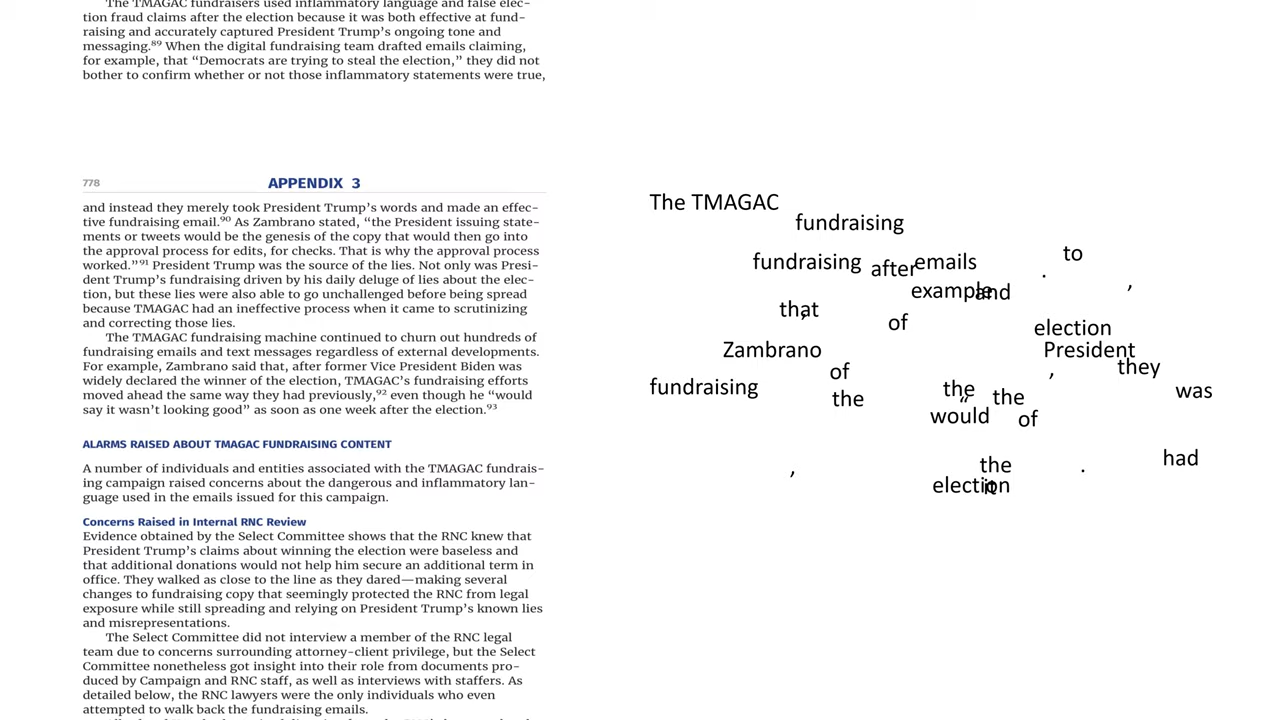 The TMAGAC fundraisers used inflammatory language and false elec-
tion fraud claims after the election because it was both effective at fund-
raising and accurately captured President Trump's ongoing tone and
messaging.89 When the digital fundraising team drafted emails claiming,
for example, that “Democrats are trying to steal the election,” they did not
bother to confirm whether or not those inflammatory statements were true,
778
APPENDIX 3
and instead they merely took President Trump's words and made an effec-
tive fundraising email.90 As Zambrano stated, “the President issuing state-
ments or tweets would be the genesis of the copy that would then go into
the approval process for edits, for checks. That is why the approval process
worked.”91 President Trump was the source of the lies. Not only was Presi-
dent Trump's fundraising driven by his daily deluge of lies about the elec-
tion, but these lies were also able to go unchallenged before being spread
because TMAGAC had an ineffective process when it came to scrutinizing
and correcting those lies.
The TMAGAC fundraising machine continued to churn out hundreds of
fundraising emails and text messages regardless of external developments.
For example, Zambrano said that, after former Vice President Biden was
widely declared the winner of the election, TMAGAC's fundraising efforts
moved ahead the same way they had previously,92 even though he “would
say it wasn't looking good” as soon as one week after the election.93
ALARMS RAISED ABOUT TMAGAC FUNDRAISING CONTENT
A number of individuals and entities associated with the TMAGAC fundrais-
ing campaign raised concerns about the dangerous and inflammatory lan-
guage used in the emails issued for this campaign.
Concerns Raised in Internal RNC Review
Evidence obtained by the Select Committee shows that the RNC knew that
President Trump's claims about winning the election were baseless and
that additional donations would not help him secure an additional term in
office. They walked as close to the line as they dared—making several
changes to fundraising copy that seemingly protected the RNC from legal
exposure while still spreading and relying on President Trump's known lies
and misrepresentations.
The Select Committee did not interview a member of the RNC legal
team due to concerns surrounding attorney-client privilege, but the Select
Committee nonetheless got insight into their role from documents pro-
duced by Campaign and RNC staff, as well as interviews with staffers. As
detailed below, the RNC lawyers were the only individuals who even
attempted to walk back the fundraising emails.
The TMAGAC
fundraising
to
fundraising after emails .
,
example and
that ,
of
election
Zambrano President
they
of ,
fundraising the was
the the
“
would of
had
the .
,
election it